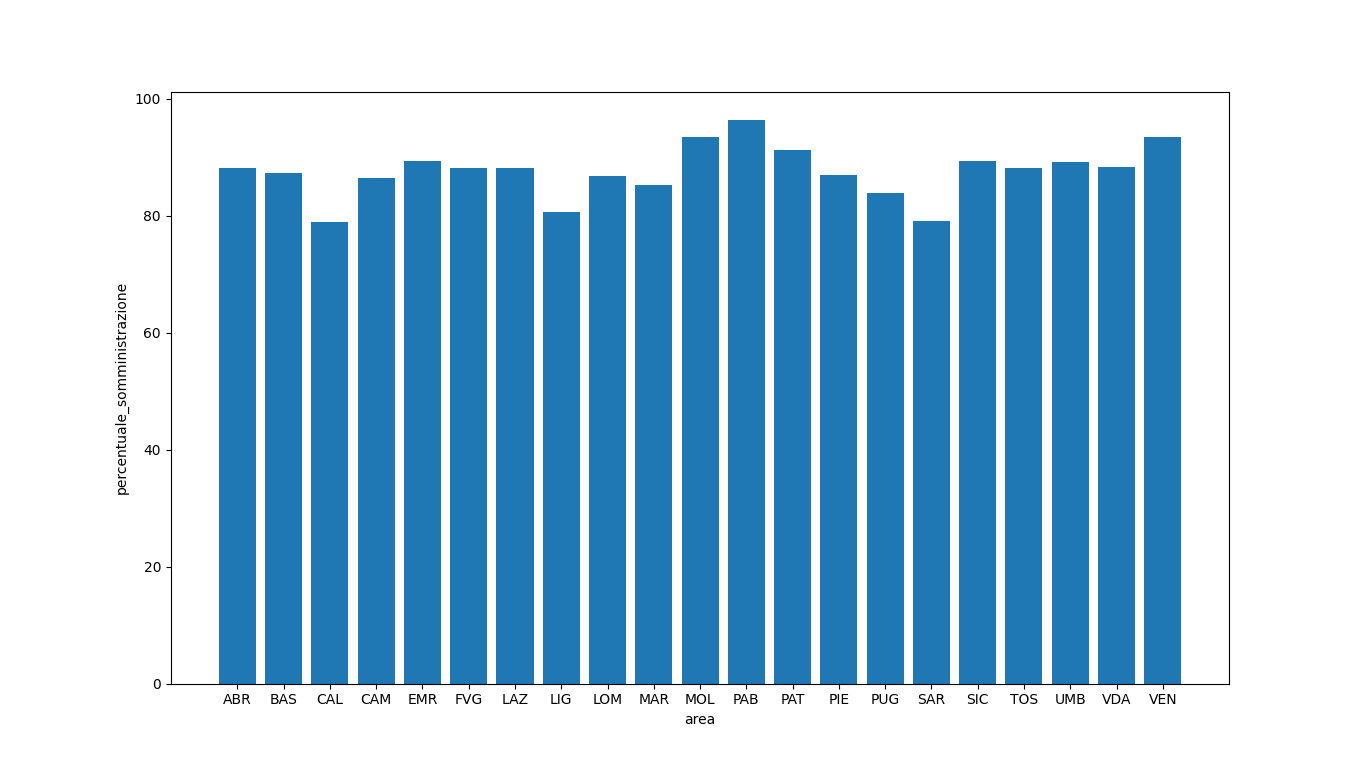 percentuale_somministrazione
100
80
60
40
20
0
ABR BAS CAL CAM EMR FVG LAZ LIG LOM MAR MOL PAB PAT PIE PUG SAR SIC TOS UMB VDA VEN
area